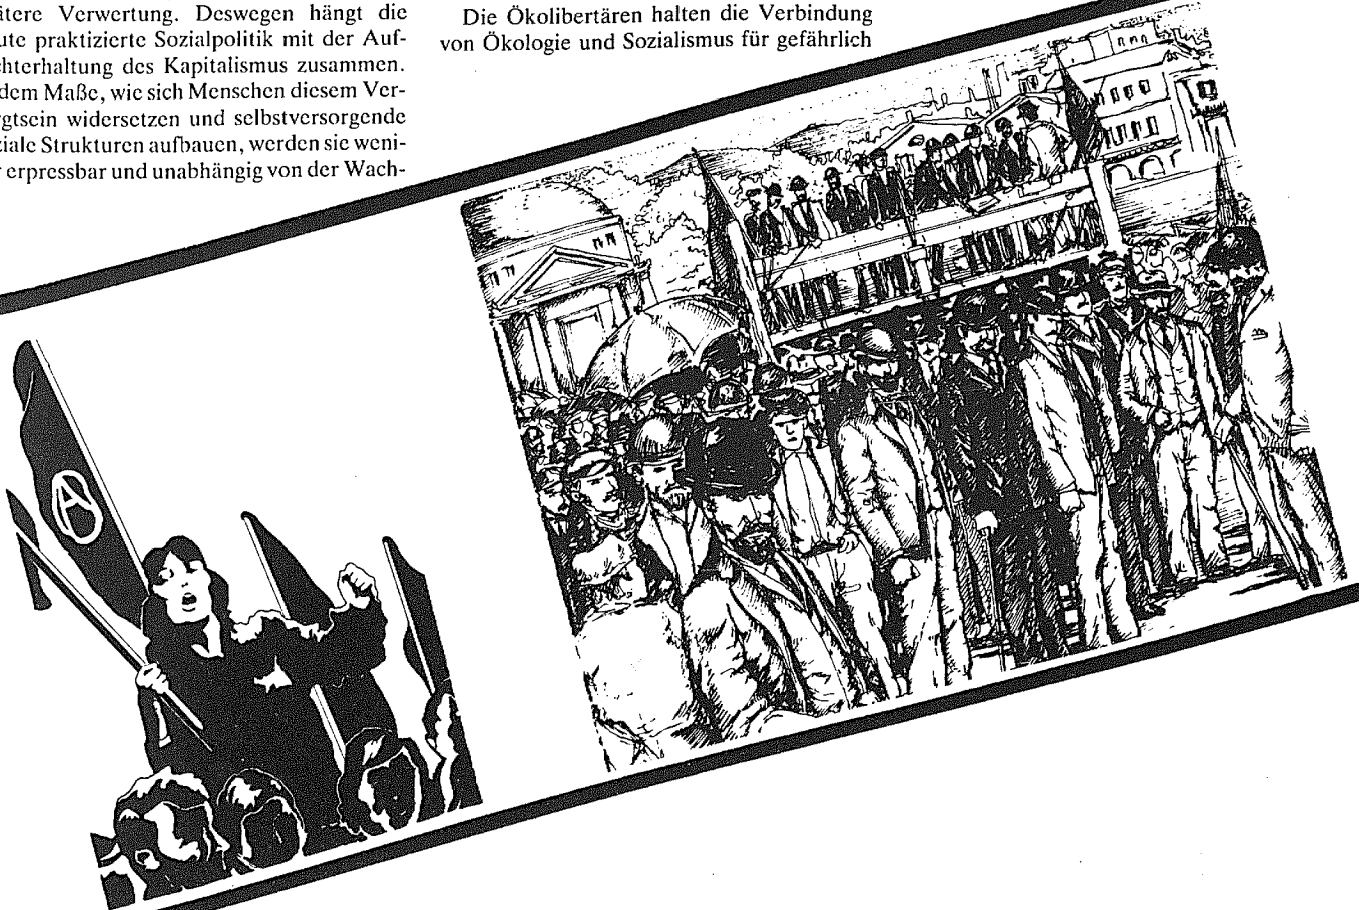 ätere Verwertung. Deswegen hängt die
ute praktizierte Sozialpolitik mit der Auf-
chterhaltung des Kapitalismus zusammen.
dem Maße, wie sich Menschen diesem Ver-
rgtsein widersetzen und selbstversorgende
ziale Strukturen aufbauen, werden sie weni-
r erpressbar und unabhängig von der Wach-
Die Ökolibertären halten die Verbindung
von Ökologie und Sozialismus für gefährlich
A